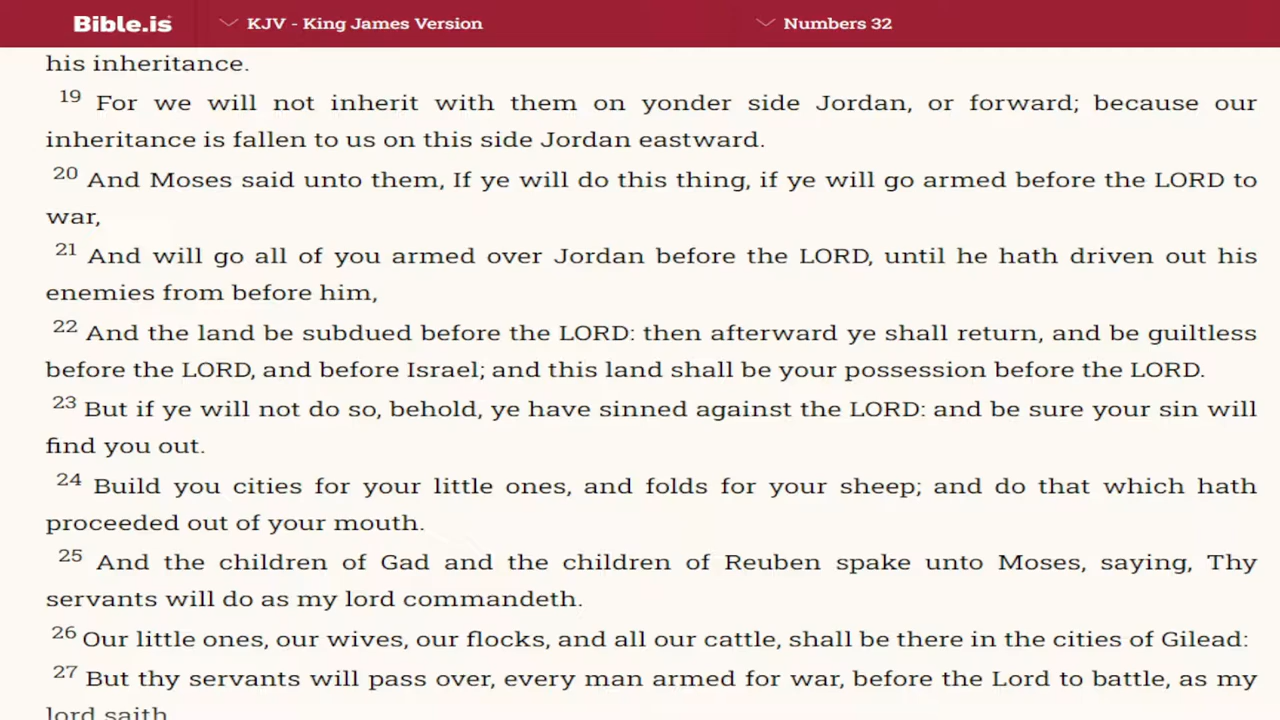 Bible.is KJV - King James Version Numbers 32
his inheritance.
19 For we will not inherit with them on yonder side Jordan, or forward; because our
inheritance is fallen to us on this side Jordan eastward.
20 And Moses said unto them, If ye will do this thing, if ye will go armed before the LORD to
war,
21 And will go all of you armed over Jordan before the LORD, until he hath driven out his
enemies from before him,
22 And the land be subdued before the LORD: then afterward ye shall return, and be guiltless
before the LORD, and before Israel; and this land shall be your possession before the LORD.
23 But if ye will not do so, behold, ye have sinned against the LORD: and be sure your sin will
find you out.
24 Build you cities for your little ones, and folds for your sheep; and do that which hath
proceeded out of your mouth.
25 And the children of Gad and the children of Reuben spake unto Moses, saying, Thy
servants will do as my lord commandeth.
26 Our little ones, our wives, our flocks, and all our cattle, shall be there in the cities of Gilead:
27 But thy servants will pass over, every man armed for war, before the Lord to battle, as my
lord saith